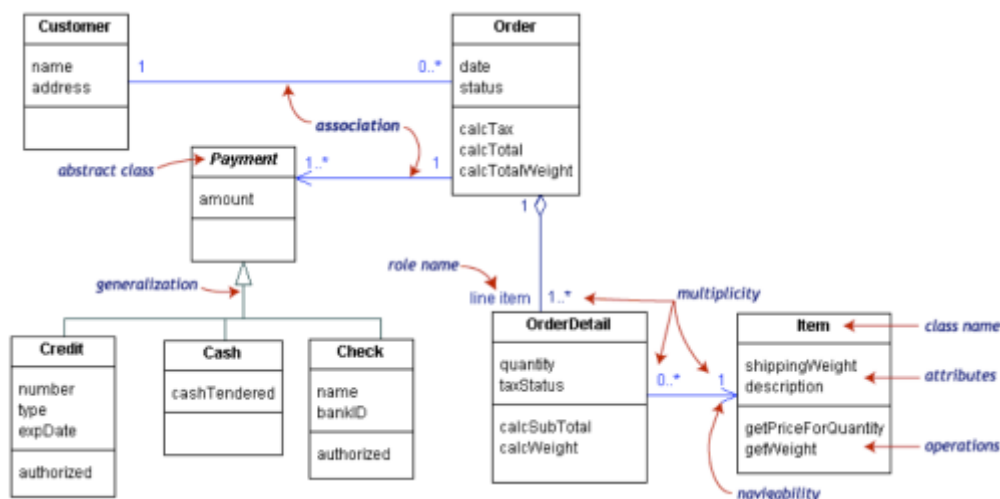 Customer
name
address
1
0..*
Order
date
status
calcTax
calcTotal
calcTotalWeight
association
abstract class
Payment
amount
1..*
1
generalization
1
role name
line item
1..*
multiplicity
Credit
number
type
expDate
authorized
Cash
cashTendered
Check
name
bankID
authorized
OrderDetail
quantity
taxStatus
calcSubTotal
calcWeight
0..*
1
Item
shippingWeight
description
getPriceForQuantity
getWeight
class name
attributes
operations
navigability